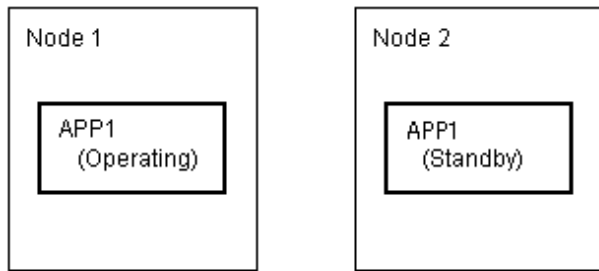 Node 1
APP1
(Operating)
Node 2
APP1
(Standby)